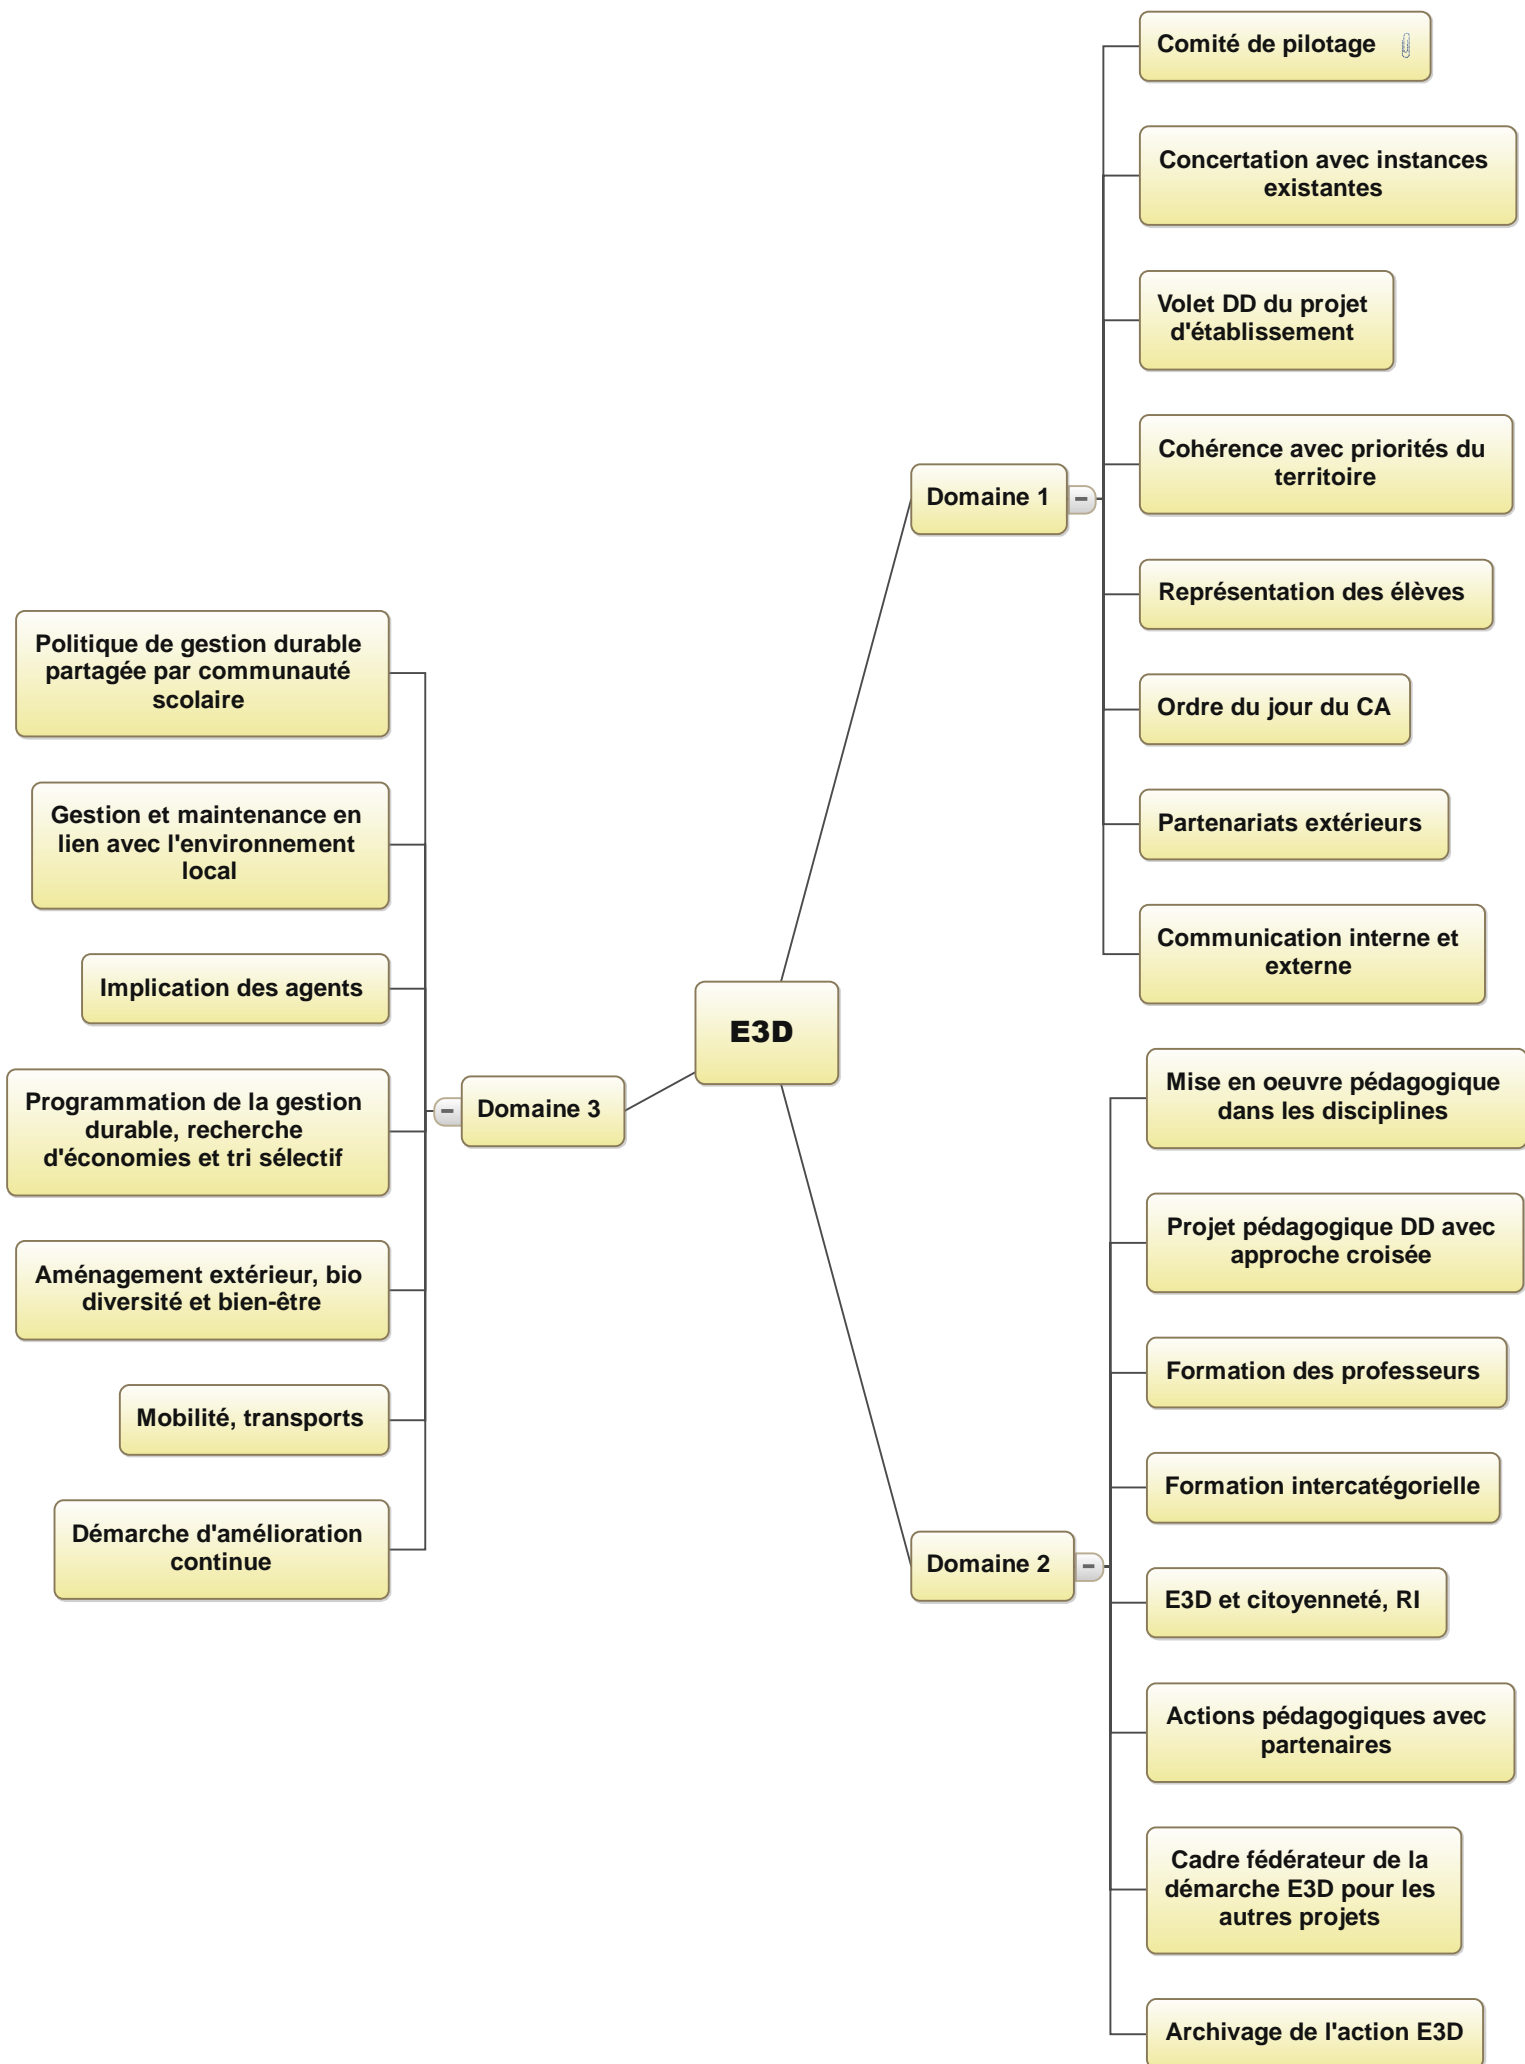 E3D
Domaine 1
Comité de pilotage
Concertation avec instances
existantes
Volet DD du projet
d'établissement
Cohérence avec priorités du
territoire
Représentation des élèves
Ordre du jour du CA
Partenariats extérieurs
Communication interne et
externe
Domaine 2
Mise en oeuvre pédagogique
dans les disciplines
Projet pédagogique DD avec
approche croisée
Formation des professeurs
Formation intercatégorielle
E3D et citoyenneté, RI
Actions pédagogiques avec
partenaires
Cadre fédérateur de la
démarche E3D pour les
autres projets
Archivage de l'action E3D
Domaine 3
Politique de gestion durable
partagée par communauté
scolaire
Gestion et maintenance en
lien avec l'environnement
local
Implication des agents
Programmation de la gestion
durable, recherche
d'économies et tri sélectif
Aménagement extérieur, bio
diversité et bien-être
Mobilité, transports
Démarche d'amélioration
continue